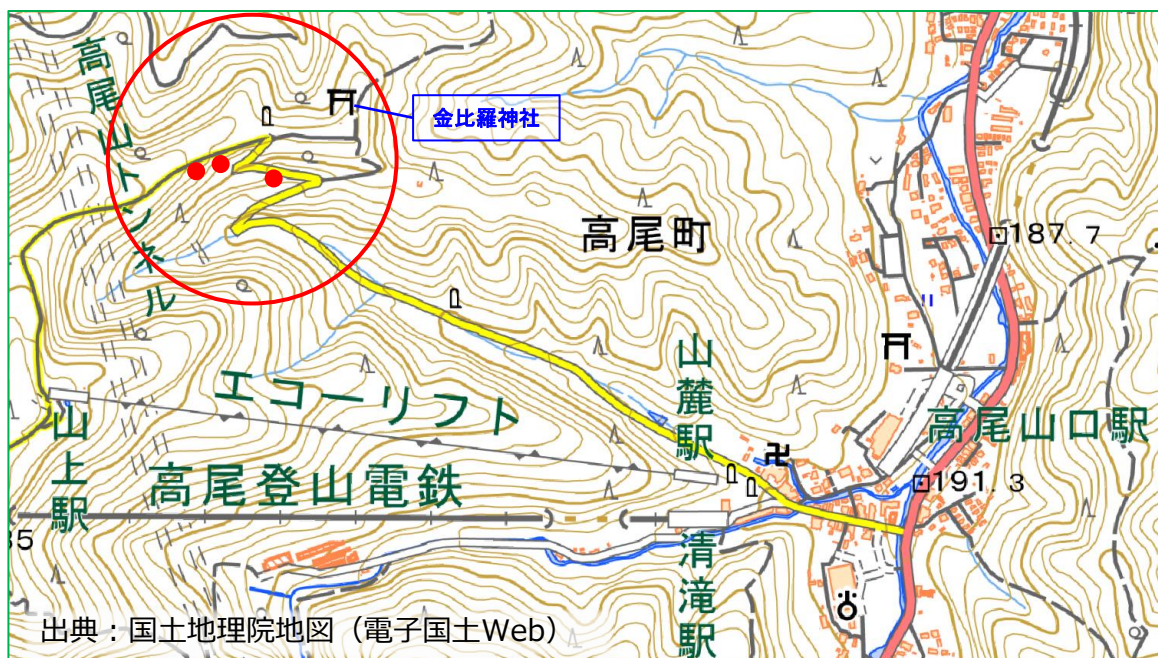 高尾山トンネル
金比羅神社
高尾町
187.7
エコーリフト
山麓駅
高尾山口駅
山上駅
高尾登山電鉄
191.3
35
清滝駅
出典：国土地理院地図（電子国土Web）